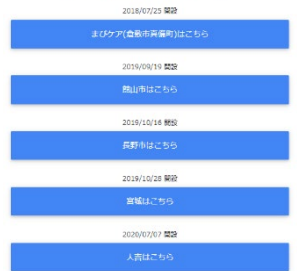 2018/07/25 開設
まびケア(倉敷市真備町)はこちら
2019/09/19 開設
館山市はこちら
2019/10/16 開設
長野市はこちら
2019/10/28 開設
宮城はこちら
2020/07/07 開設
人吉はこちら